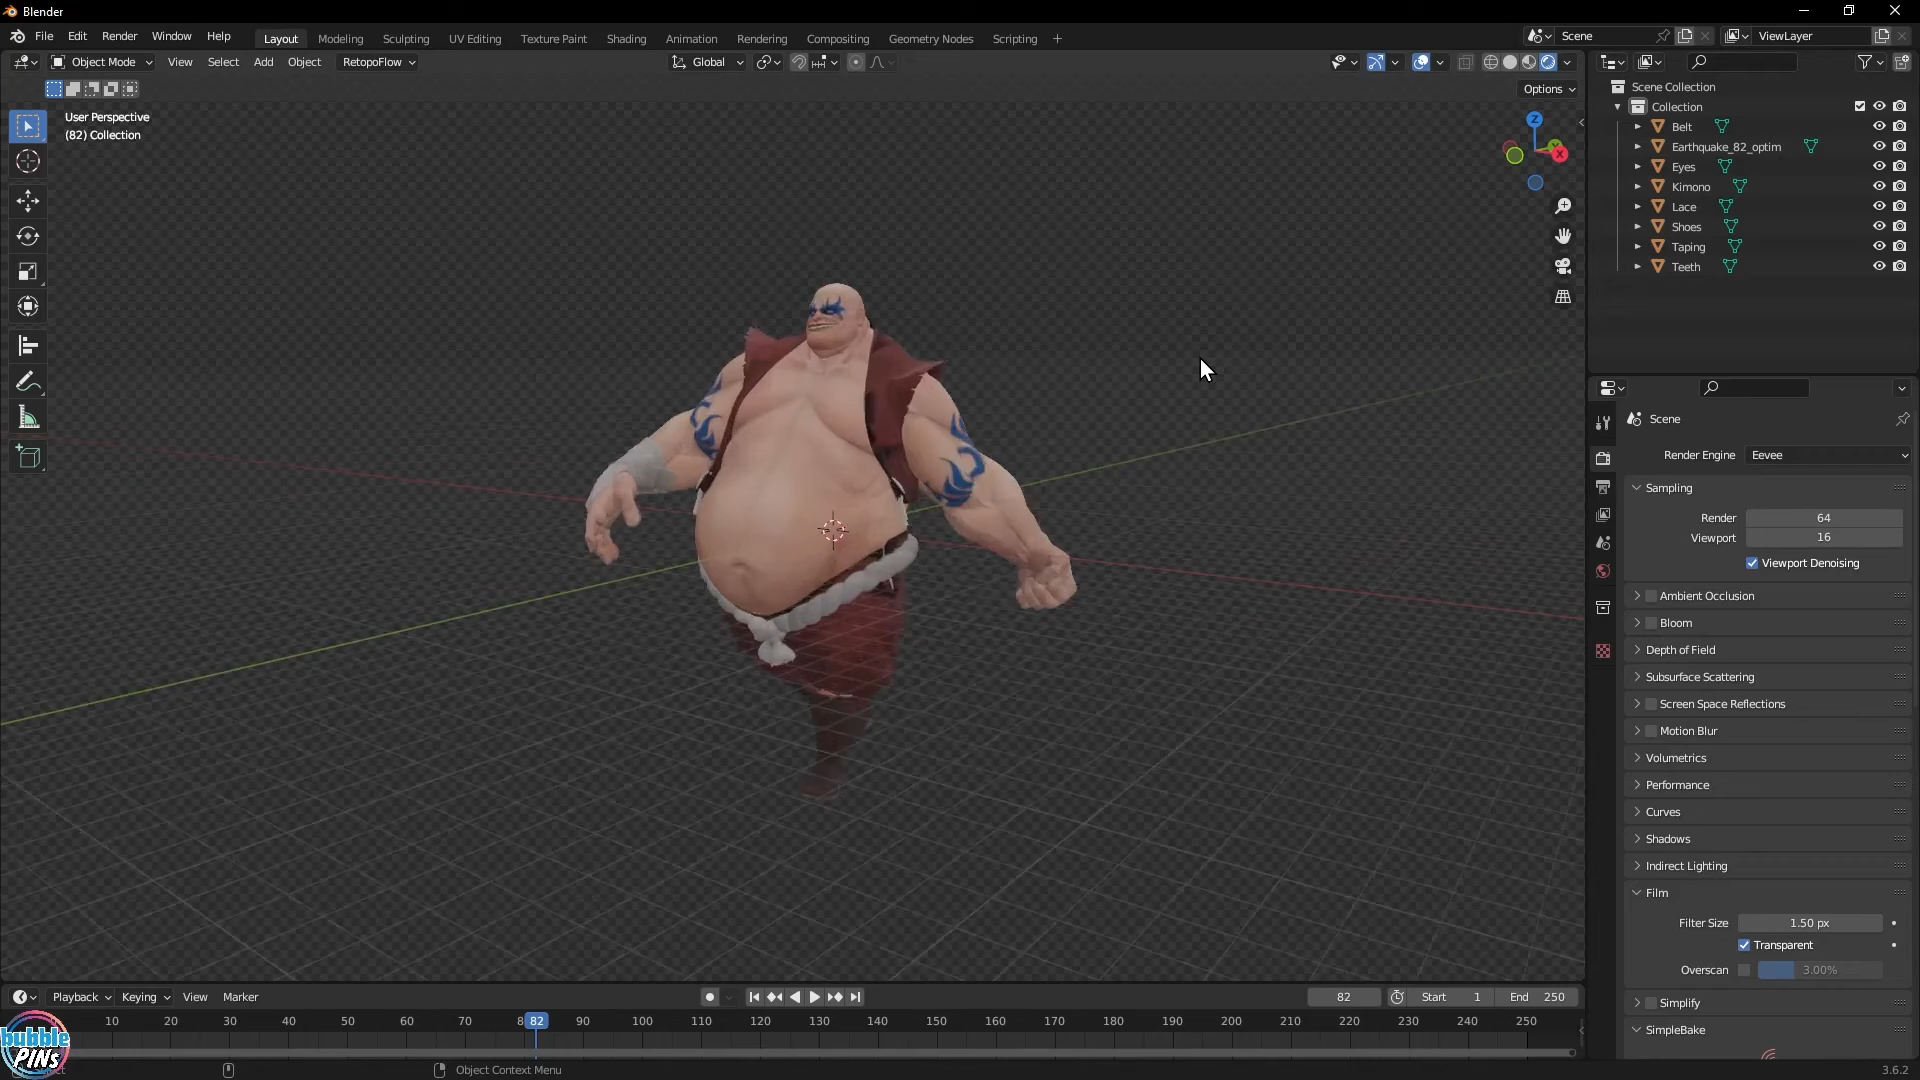 Blender
File Edit Render Window Help
Layout Modeling Sculpting UV Editing Texture Paint Shading Animation Rendering Compositing Geometry Nodes Scripting +
Scene
ViewLayer
Object Mode View Select Add Object RetopoFlow
Global
Options
User Perspective
(82) Collection
Z
Y
X
Scene Collection
Collection
Belt
Earthquake_82_optim
Eyes
Kimono
Lace
Shoes
Taping
Teeth
Scene
Render Engine Eevee
Sampling
Render 64
Viewport 16
Viewport Denoising
Ambient Occlusion
Bloom
Depth of Field
Subsurface Scattering
Screen Space Reflections
Motion Blur
Volumetrics
Performance
Curves
Shadows
Indirect Lighting
Film
Filter Size 1.50 px
Transparent
Overscan 3.00%
Simplify
SimpleBake
Playback Keying View Marker
82 Start 1 End 250
10 20 30 40 50 60 70 8 82 90 100 110 120 130 140 150 160 170 180 190 200 210 220 230 240 250
bubble
PINS
Object Context Menu
3.6.2